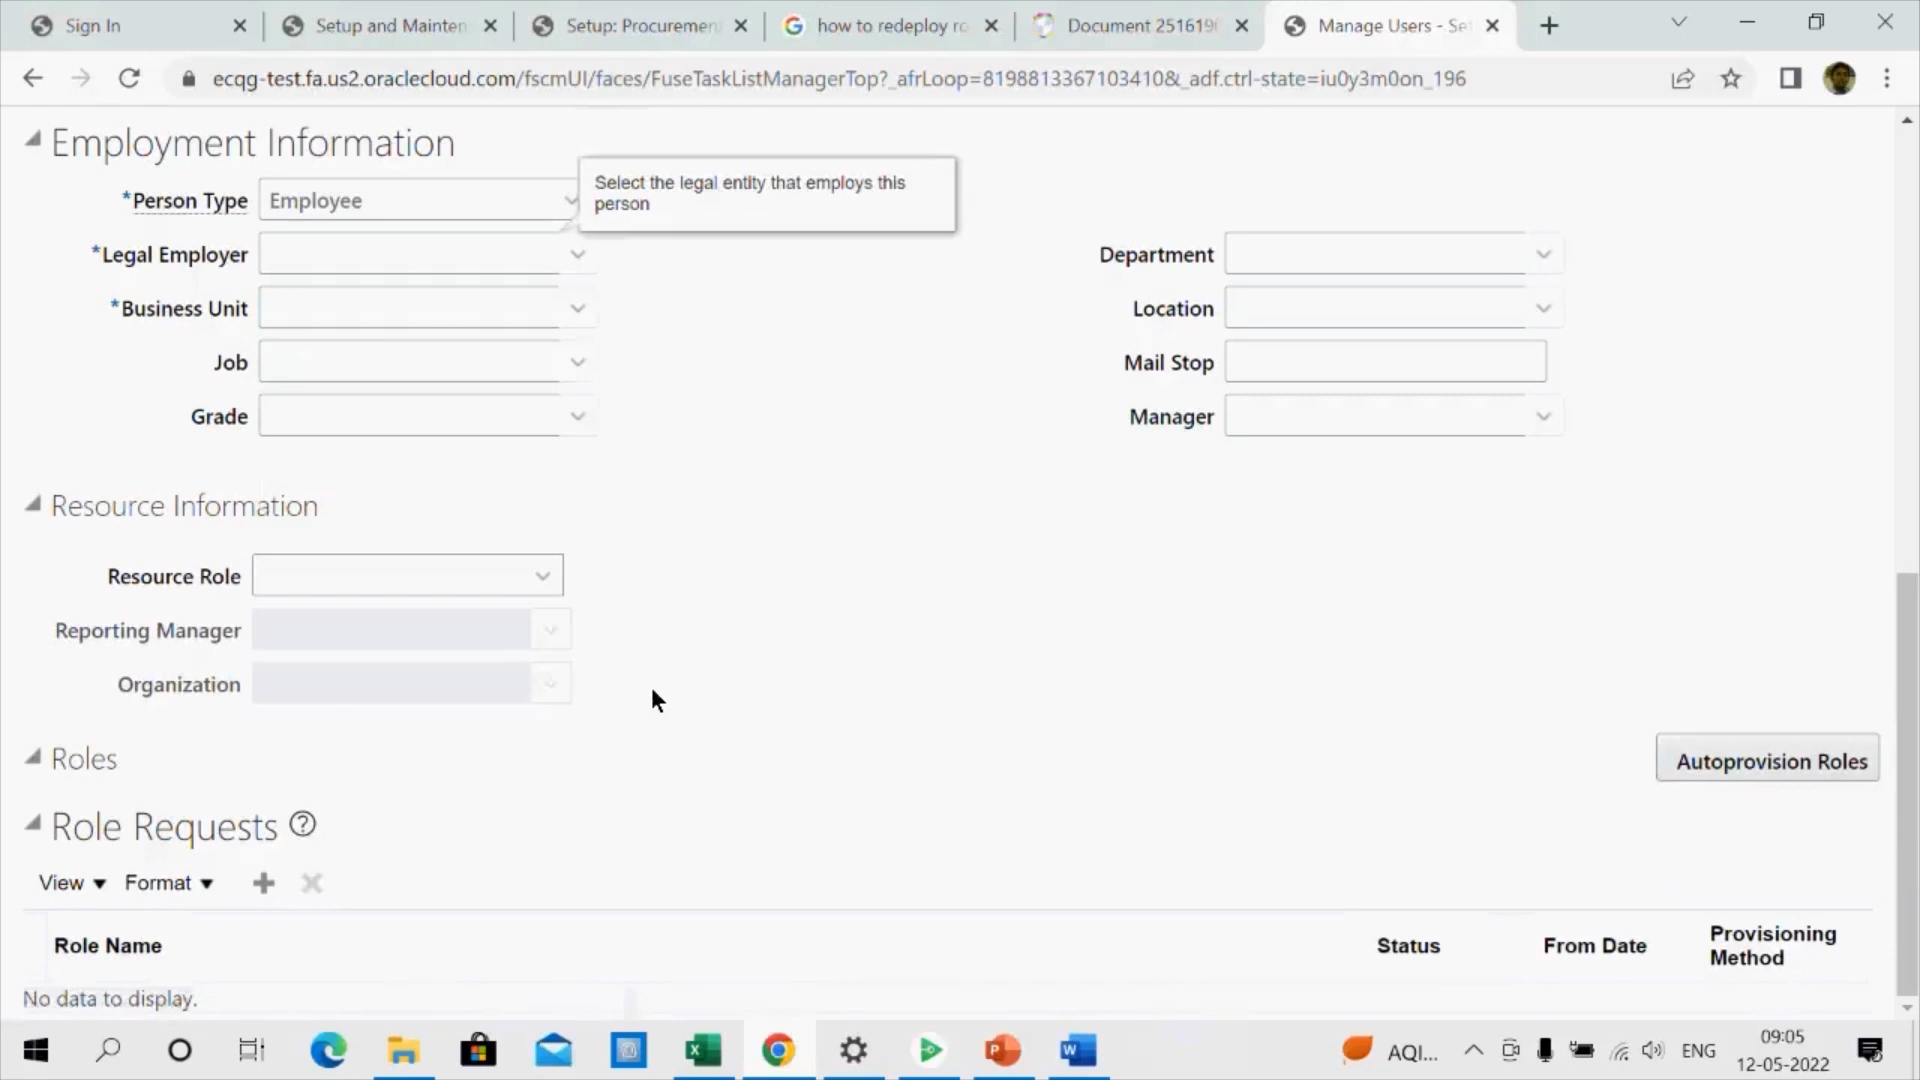 Sign In
Setup and Mainten
Setup: Procurement
how to redeploy ro
Document 251619
Manage Users - Set
ecqg-test.fa.us2.oraclecloud.com/fscmUI/faces/FuseTaskListManagerTop?_afrLoop=8198813367103410&_adf.ctrl-state=iu0y3m0on_196
Employment Information
*Person Type Employee
Select the legal entity that employs this
person
*Legal Employer
Department
*Business Unit
Location
Job
Mail Stop
Grade
Manager
Resource Information
Resource Role
Reporting Manager
Organization
Roles
Autoprovision Roles
Role Requests ?
View Format
Role Name Status From Date Provisioning
Method
No data to display.
AQI... ENG 09:05
12-05-2022